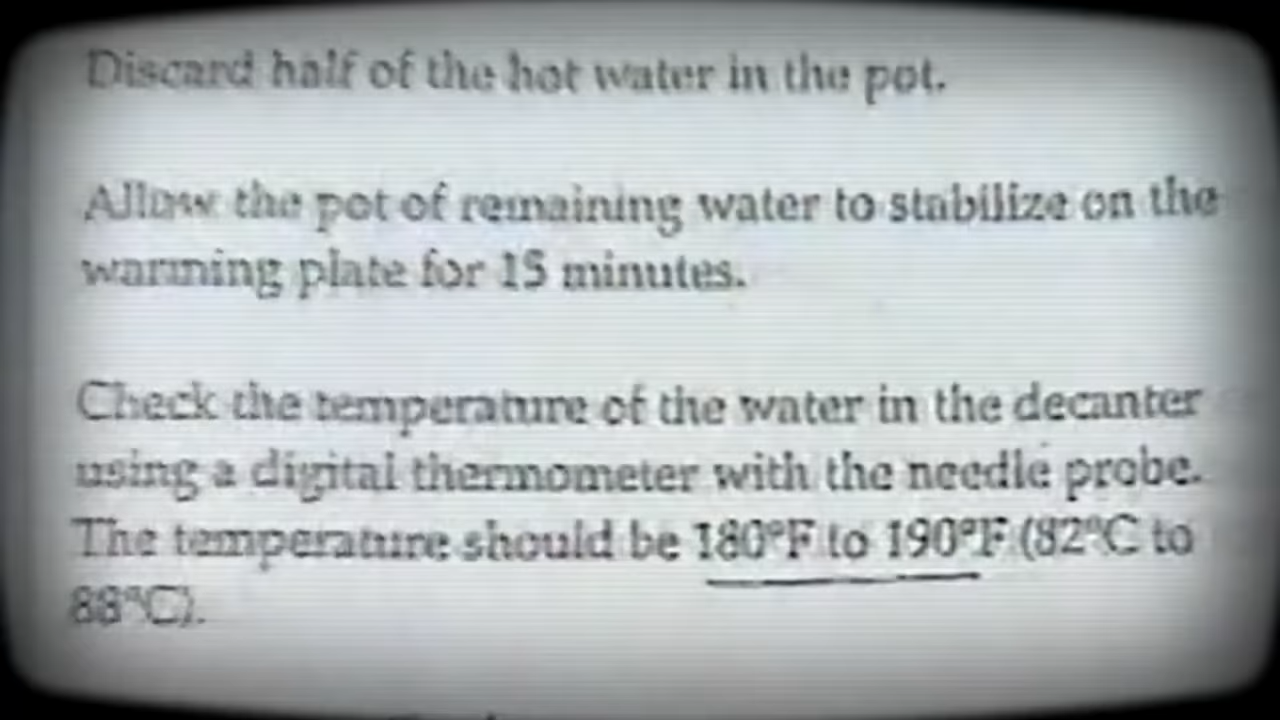 Discard half of the hot water in the pot.
Allow the pot of remaining water to stabilize on the
warming plate for 15 minutes.
Check the temperature of the water in the decanter
using a digital thermometer with the needle probe.
The temperature should be 180°F to 190°F (82°C to
88°C).